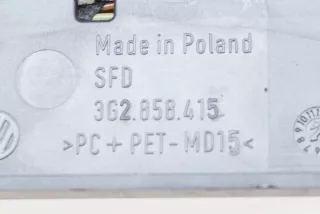 Made in Poland
SFD
3G2.858.415
>PC+PET-MD15<